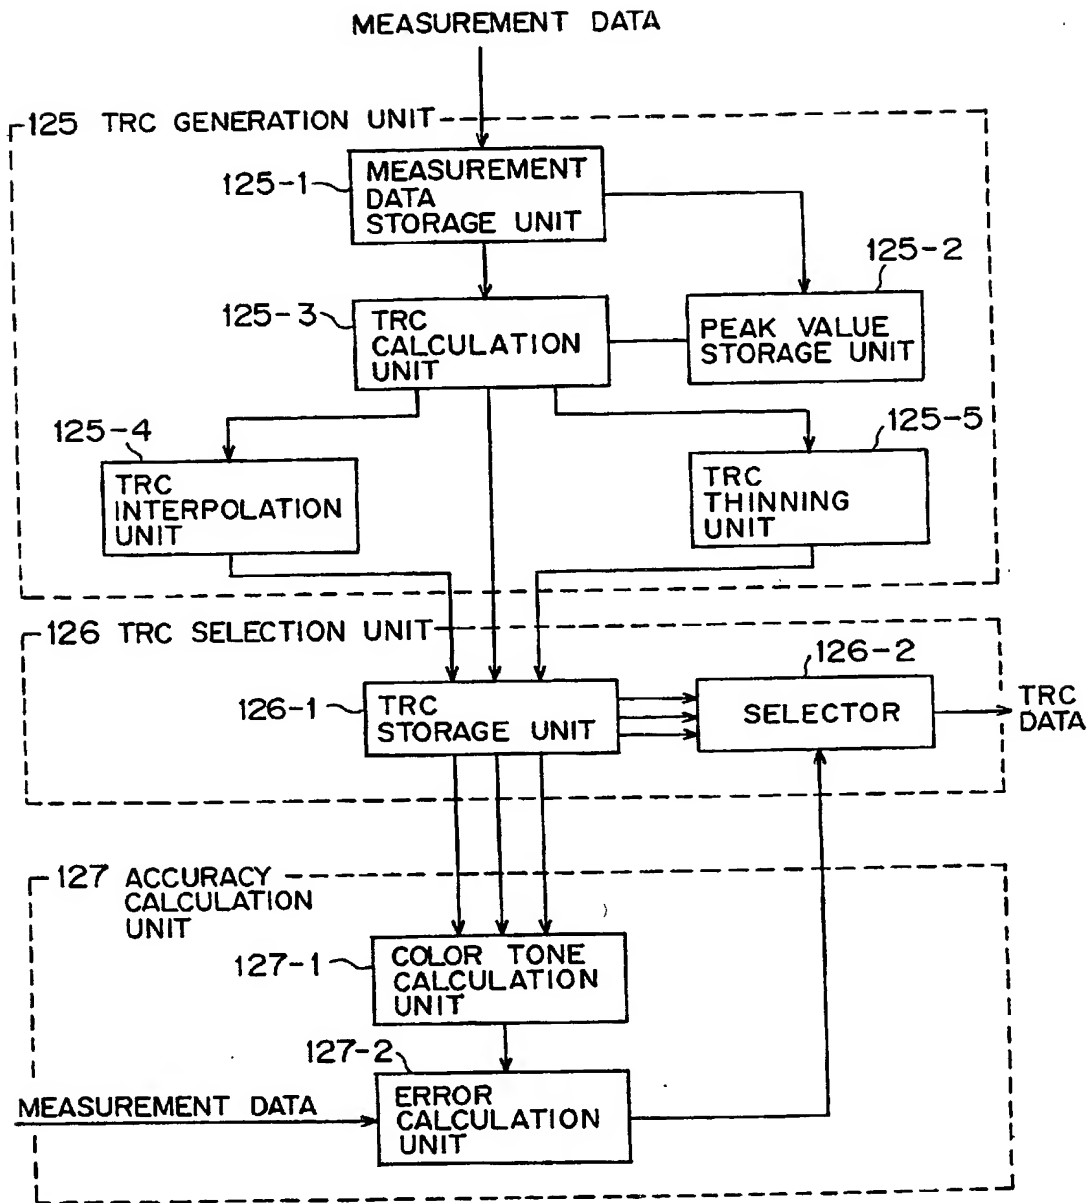 MEASUREMENT DATA
125 TRC GENERATION UNIT
125-1
MEASUREMENT
DATA
STORAGE UNIT
125-2
125-3
TRC
CALCULATION
UNIT
PEAK VALUE
STORAGE UNIT
125-4
125-5
TRC
INTERPOLATION
UNIT
TRC
THINNING
UNIT
126 TRC SELECTION UNIT
126-2
126-1
TRC
STORAGE UNIT
SELECTOR
TRC
DATA
127 ACCURACY
CALCULATION
UNIT
127-1
COLOR TONE
CALCULATION
UNIT
127-2
MEASUREMENT DATA
ERROR
CALCULATION
UNIT